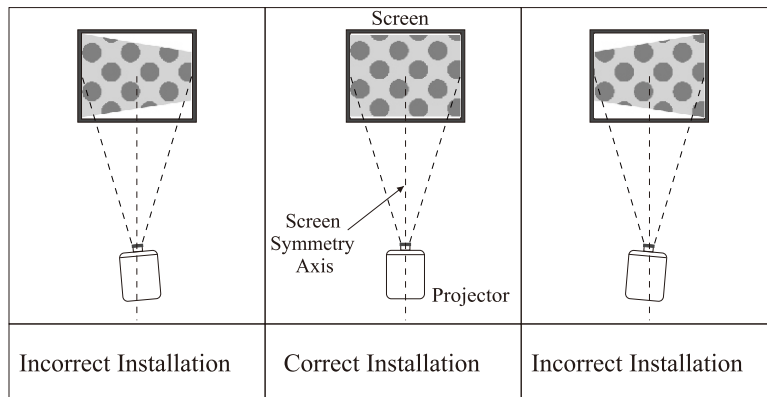 Screen
Screen
Symmetry
Axis
Projector
Incorrect Installation
Correct Installation
Incorrect Installation